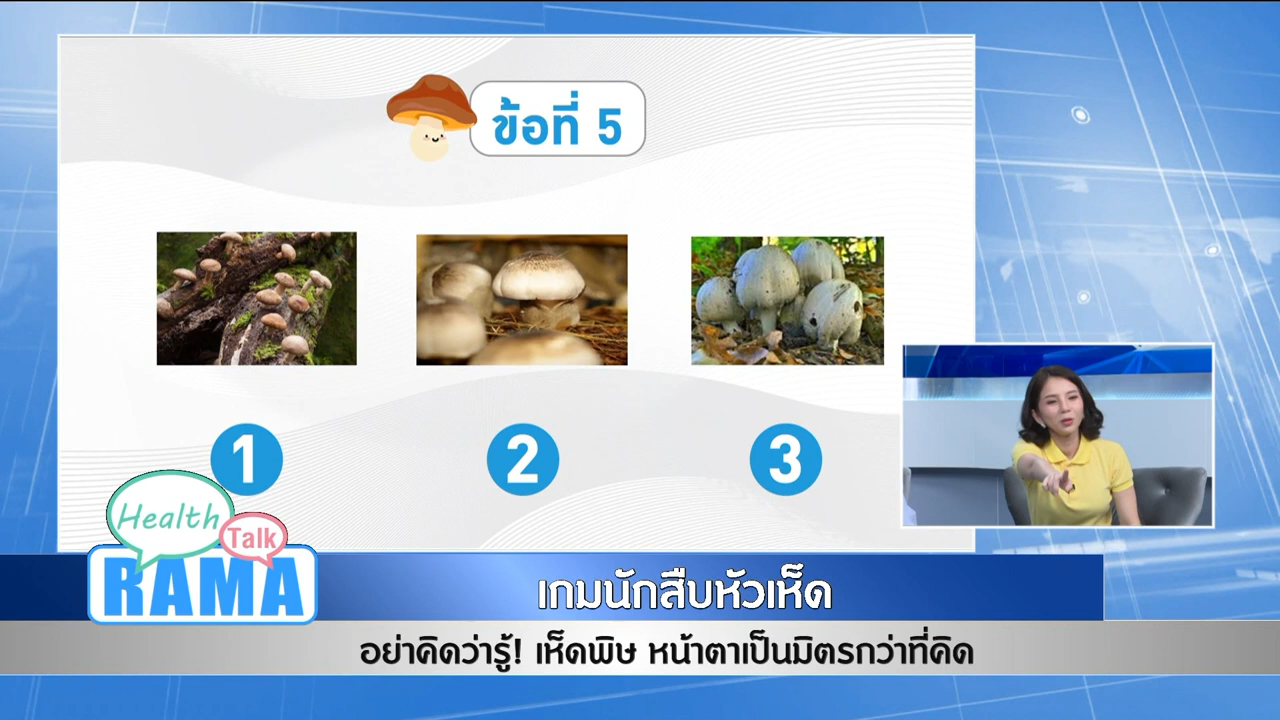 ข้อที่ 5
1
2
3
Health
Talk
RAMA
เกมนักสืบหัวเห็ด
อย่าคิดว่ารู้! เห็ดพิษ หน้าตาเป็นมิตรกว่าที่คิด